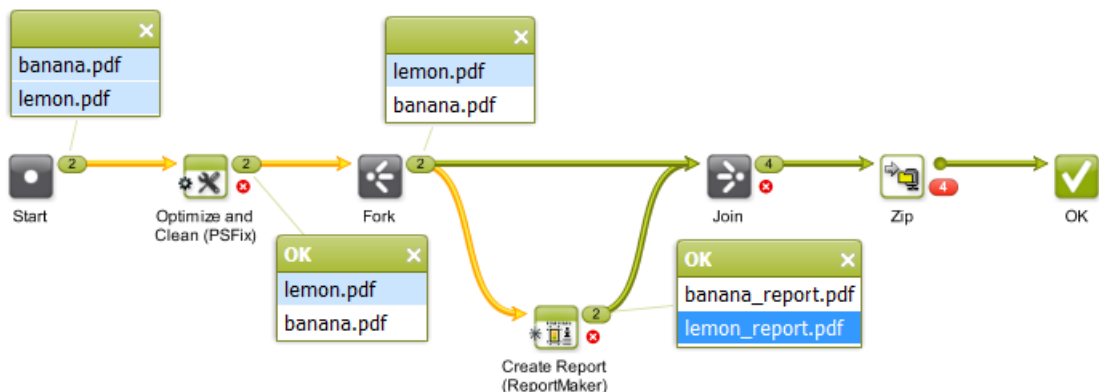 banana.pdf
lemon.pdf
lemon.pdf
banana.pdf
2
2
2
4
4
Start
Optimize and
Clean (PSFix)
Fork
Join
Zip
OK
OK
lemon.pdf
banana.pdf
OK
banana_report.pdf
lemon_report.pdf
2
Create Report
(ReportMaker)